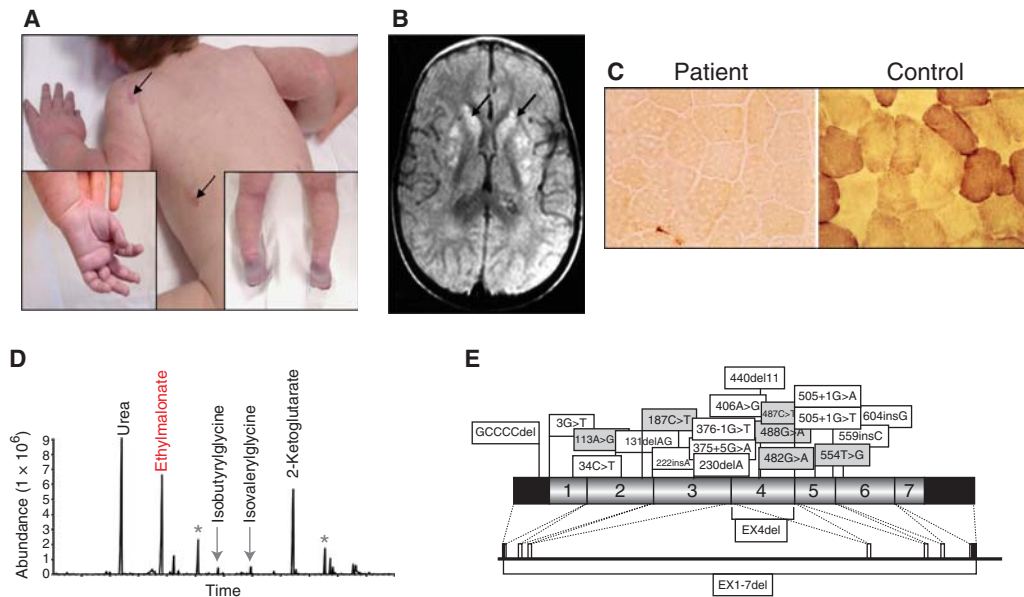 A
B
C
Patient
Control
D
Abundance (1 × 10⁶)
9
8
7
6
5
4
3
2
1
0
Urea
Ethylmalonate
*
Isobutyrylglycine
Isovalerylglycine
2-Ketoglutarate
*
Time
E
440del11
GCCCCdel
3G>T
113A>G
34C>T
131delAG
187C>T
222insA
406A>G
376-1G>T
375+5G>A
230delA
487C>T
488G>A
482G>A
505+1G>A
505+1G>T
604insG
559insC
554T>G
1
2
3
4
5
6
7
EX4del
EX1-7del